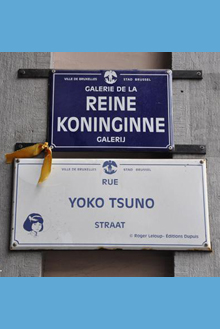 VILLE DE BRUXELLES STAD BRUSSEL
GALERIE DE LA
REINE
KONINGINNE
GALERIJ
VILLE DE BRUXELLES STAD BRUSSEL
RUE
YOKO TSUNO
STRAAT
© Roger Leloup - Editions Dupuis